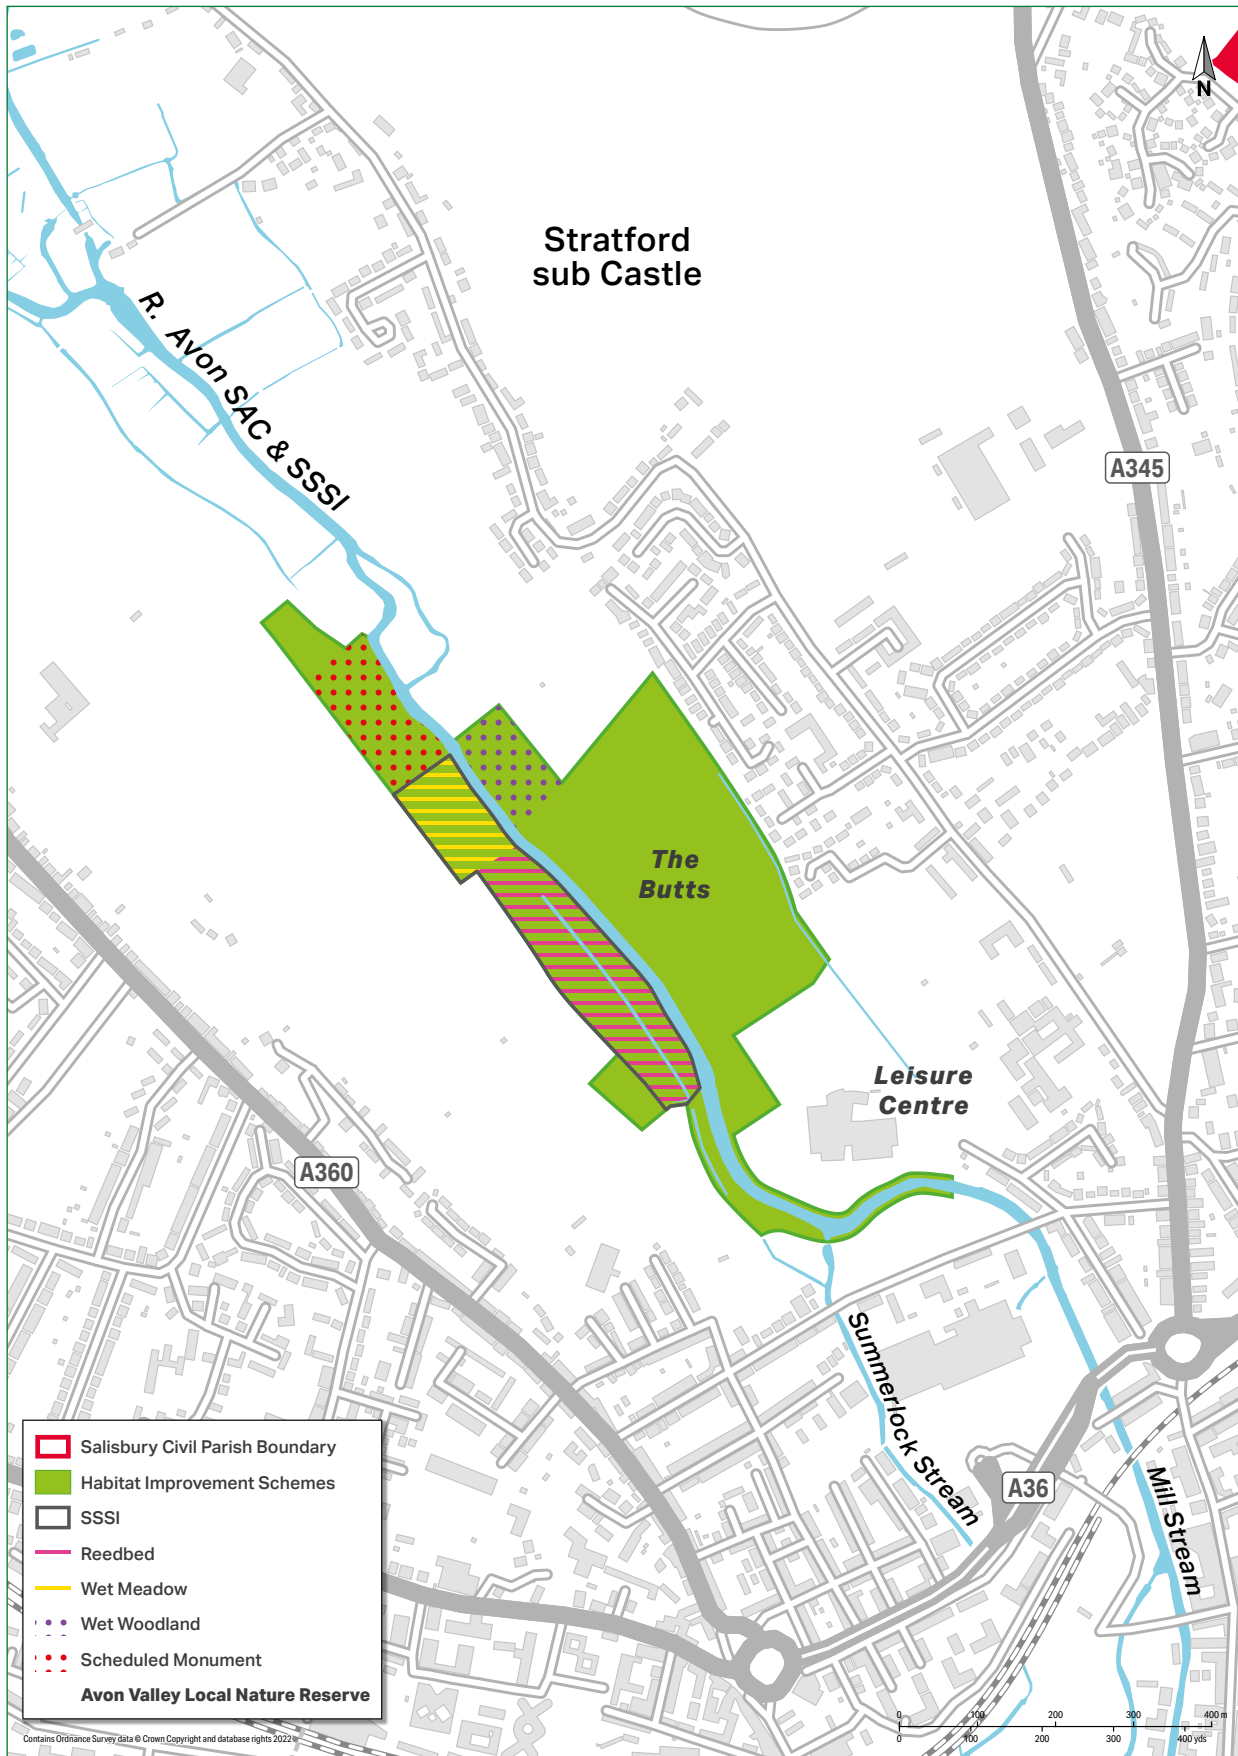 N
Stratford
sub Castle
R. Avon SAC & SSSI
A345
The
Butts
Leisure
Centre
A360
Summerlock Stream
A36
Mill Stream
Salisbury Civil Parish Boundary
Habitat Improvement Schemes
SSSI
Reedbed
Wet Meadow
Wet Woodland
Scheduled Monument
Avon Valley Local Nature Reserve
Contains Ordnance Survey data © Crown Copyright and database rights 2022
0 100 200 300 400 m
0 100 200 300 400 yds